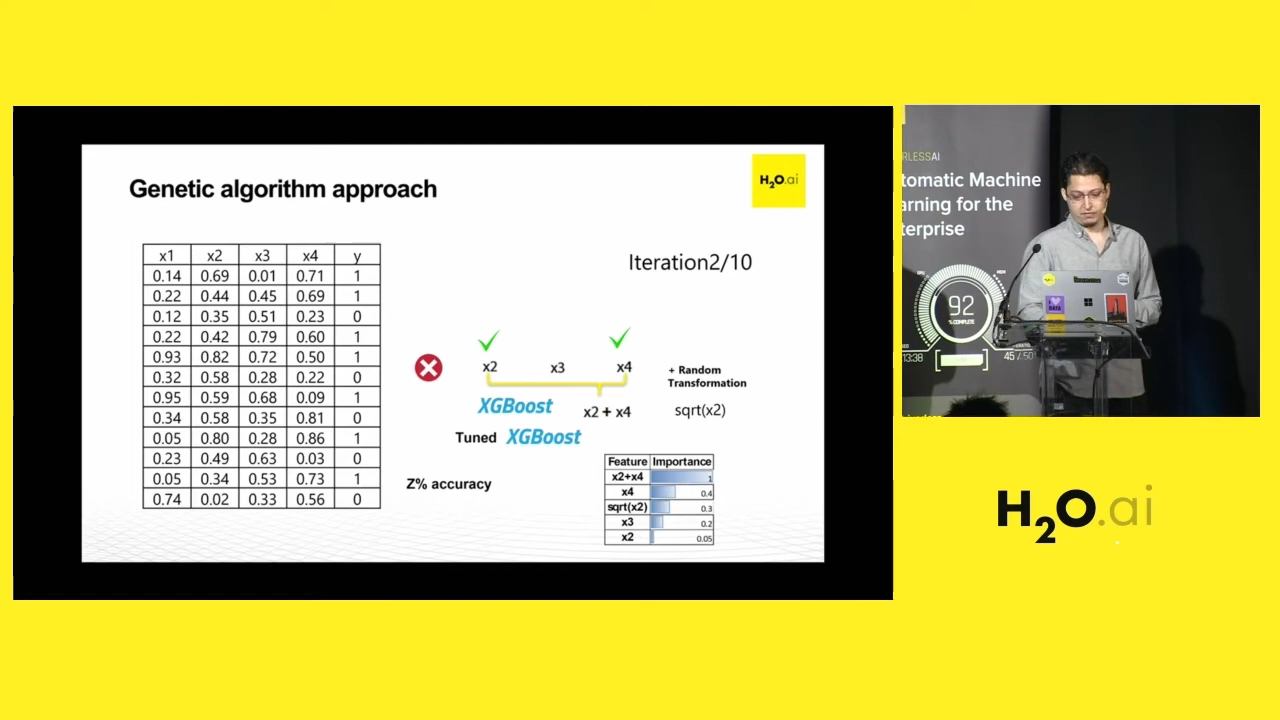 Genetic algorithm approach
H2O.ai
x1 x2 x3 x4 y
0.14 0.69 0.01 0.71 1
0.22 0.44 0.45 0.69 1
0.12 0.35 0.51 0.23 0
0.22 0.42 0.79 0.60 1
0.93 0.82 0.72 0.50 1
0.32 0.58 0.28 0.22 0
0.95 0.59 0.68 0.09 1
0.34 0.58 0.35 0.81 0
0.05 0.80 0.28 0.86 1
0.23 0.49 0.63 0.03 0
0.05 0.34 0.53 0.73 1
0.74 0.02 0.33 0.56 0
Iteration2/10
x2 x3 x4
+ Random
Transformation
XGBoost
x2 + x4
sqrt(x2)
Tuned XGBoost
Z% accuracy
Feature Importance
x2+x4 1
x4 0.4
sqrt(x2) 0.3
x3 0.2
x2 0.05
RLESSAI
tomatic Machine
arning for the
terprise
92
% COMPLETE
13:38
45 / 50
H2O.ai